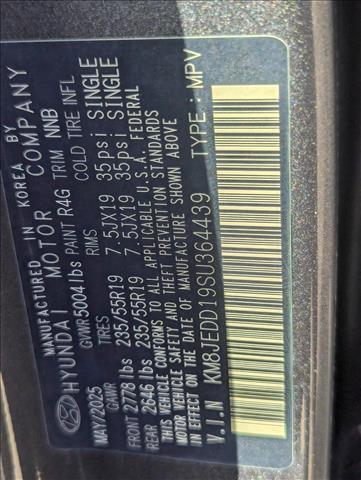 MANUFACTURED IN KOREA BY
HYUNDAI MOTOR COMPANY
MAY/2025 GVWR 5004 lbs PAINT R4G TRIM NNB
GAWR TIRES RIMS COLD TIRE INFL
FRONT 2778 lbs 235/55R19 7.5JX19 35psi SINGLE
REAR 2646 lbs 235/55R19 7.5JX19 35psi SINGLE
THIS VEHICLE CONFORMS TO ALL APPLICABLE U.S.A. FEDERAL
MOTOR VEHICLE SAFETY AND THEFT PREVENTION STANDARDS
IN EFFECT ON THE DATE OF MANUFACTURE SHOWN ABOVE
V.I.N KM8JEDD19SU364439 TYPE : MPV